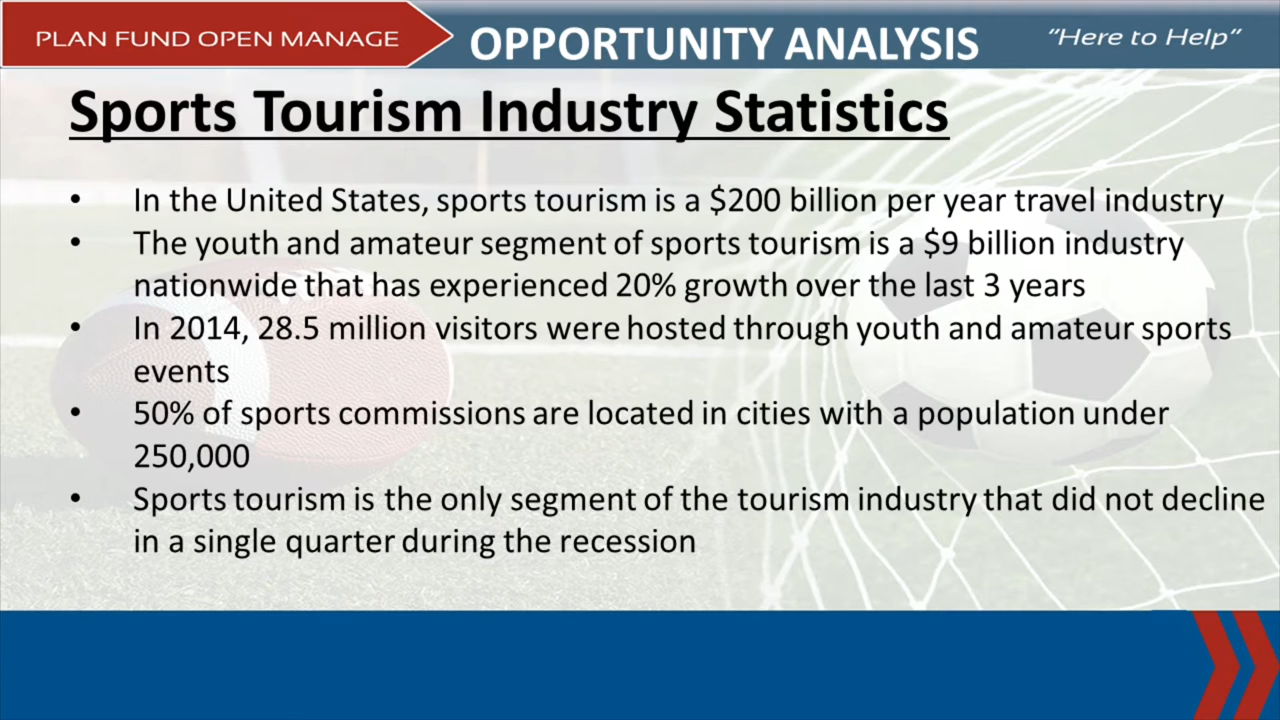 PLAN FUND OPEN MANAGE
OPPORTUNITY ANALYSIS
“Here to Help”
Sports Tourism Industry Statistics
• In the United States, sports tourism is a $200 billion per year travel industry
• The youth and amateur segment of sports tourism is a $9 billion industry
nationwide that has experienced 20% growth over the last 3 years
• In 2014, 28.5 million visitors were hosted through youth and amateur sports
events
• 50% of sports commissions are located in cities with a population under
250,000
• Sports tourism is the only segment of the tourism industry that did not decline
in a single quarter during the recession